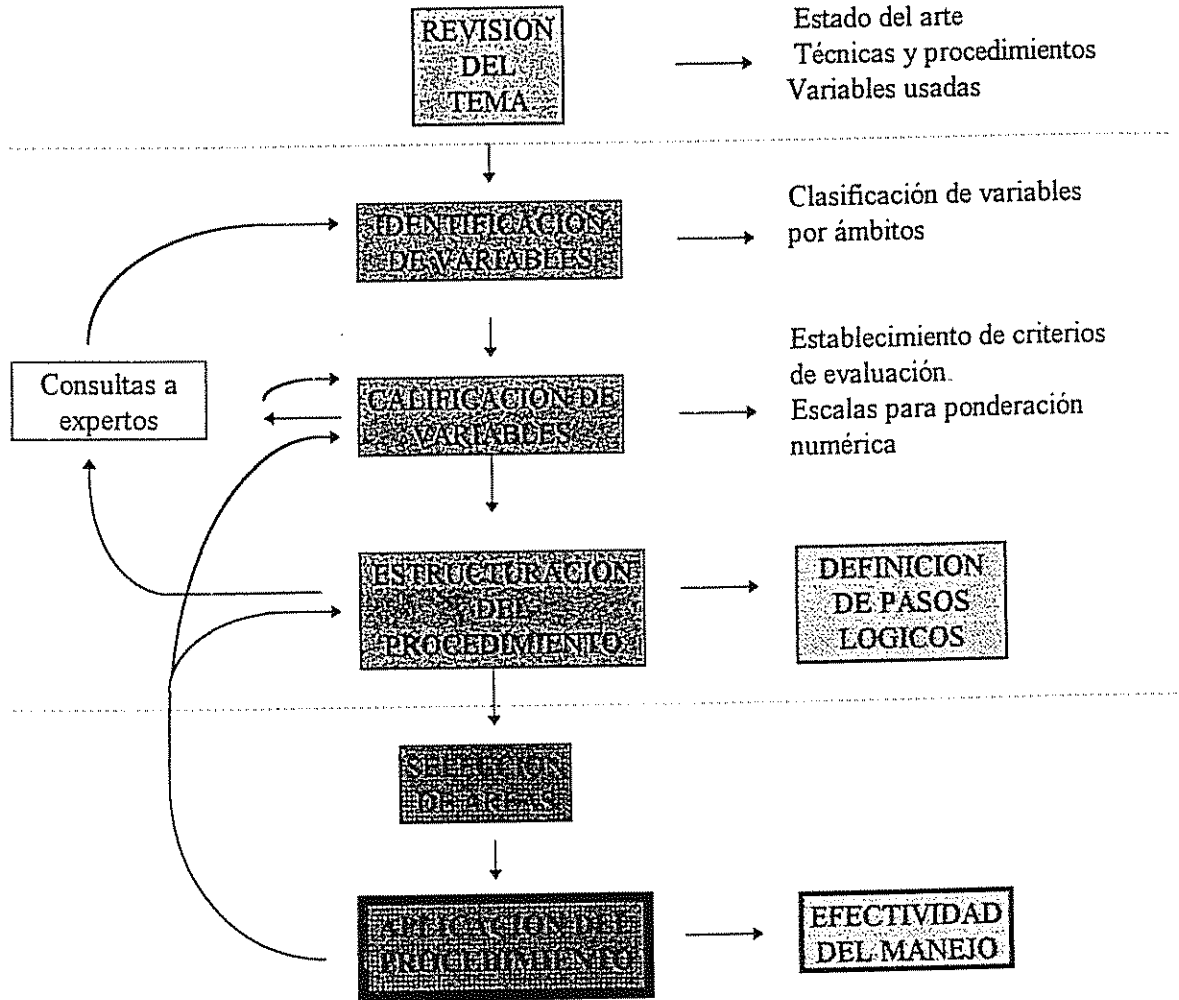 REVISION
DEL
TEMA
Estado del arte
Técnicas y procedimientos
Variables usadas
IDENTIFICACION
DE VARIABLES
Clasificación de variables
por ámbitos
Consultas a
expertos
CALIFICACION DE
VARIABLES
Establecimiento de criterios
de evaluación.
Escalas para ponderación
numérica
ESTRUCTURACION
DEL
PROCEDIMIENTO
DEFINICION
DE PASOS
LOGICOS
SELECCION
DE AREAS
APLICACION DEL
PROCEDIMIENTO
EFECTIVIDAD
DEL MANEJO